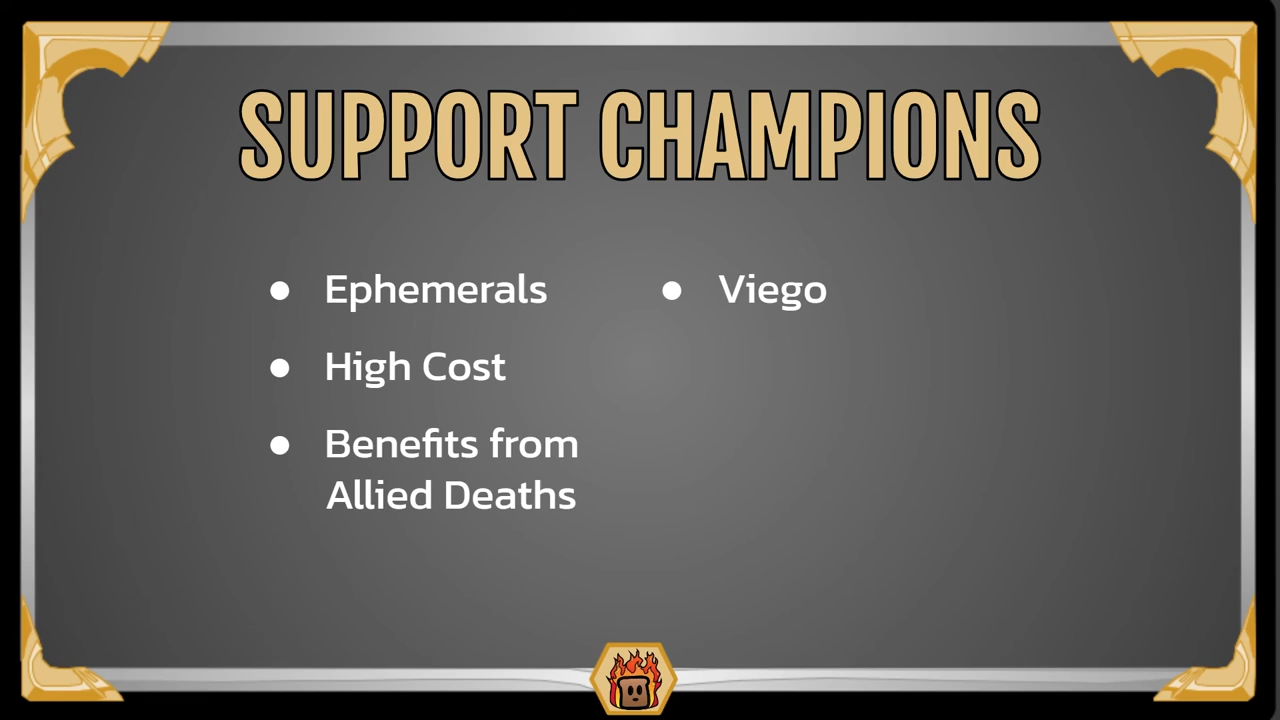 SUPPORT CHAMPIONS
• Ephemerals
• High Cost
• Benefits from
Allied Deaths
• Viego